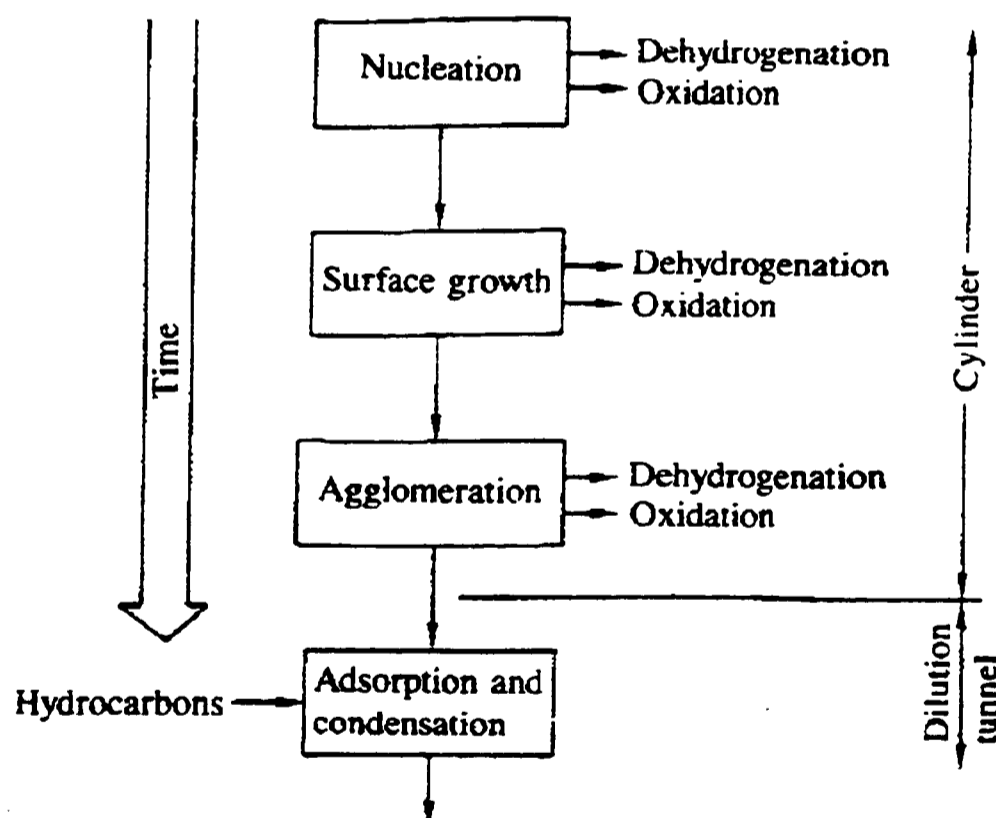 Nucleation
Dehydrogenation
Oxidation
Surface growth
Dehydrogenation
Oxidation
Agglomeration
Dehydrogenation
Oxidation
Hydrocarbons
Adsorption and
condensation
Time
Cylinder
Dilution
tunnel